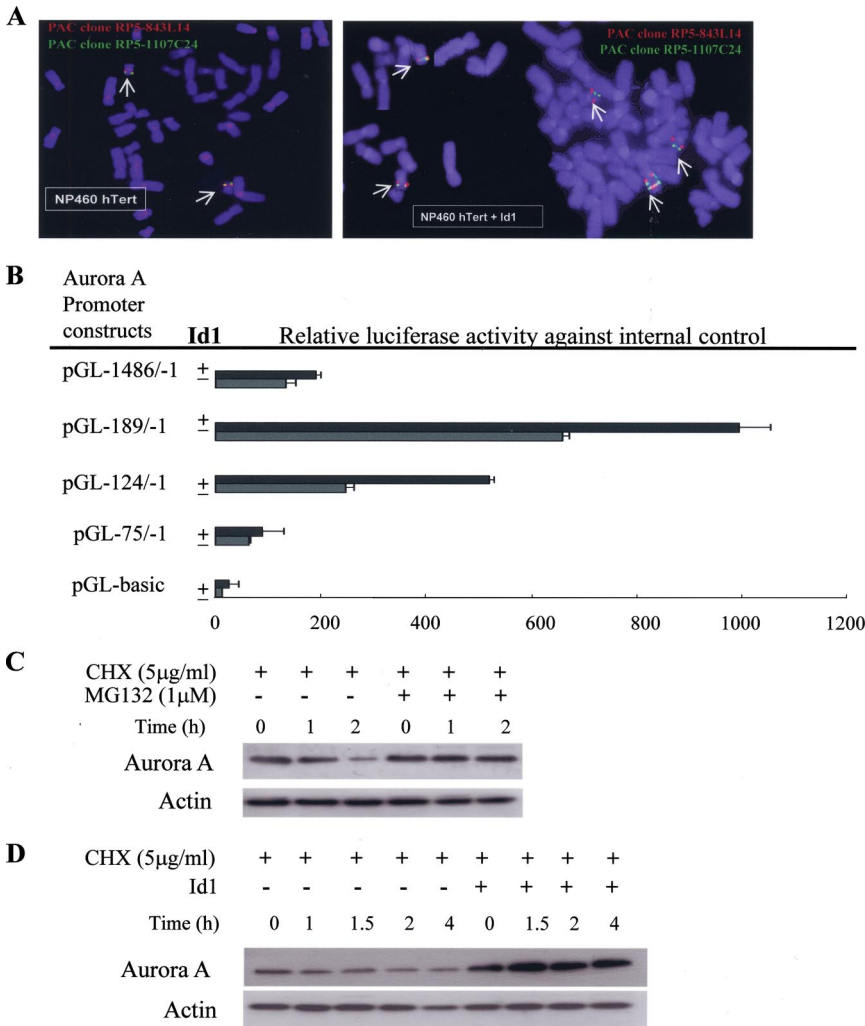 A
PAC clone RP5-843L14
PAC clone RP5-1107C24
NP460 hTert
PAC clone RP5-843L14
PAC clone RP5-1107C24
NP460 hTert + Id1
B
Aurora A
Promoter
constructs Id1 Relative luciferase activity against internal control
pGL-1486/-1 + -
pGL-189/-1 + -
pGL-124/-1 + -
pGL-75/-1 + -
pGL-basic + -
0 200 400 600 800 1000 1200
C
CHX (5µg/ml) + + + + + +
MG132 (1µM) - - - + + +
Time (h) 0 1 2 0 1 2
Aurora A
Actin
D
CHX (5µg/ml) + + + + + + + + +
Id1 - - - - - + + + +
Time (h) 0 1 1.5 2 4 0 1.5 2 4
Aurora A
Actin